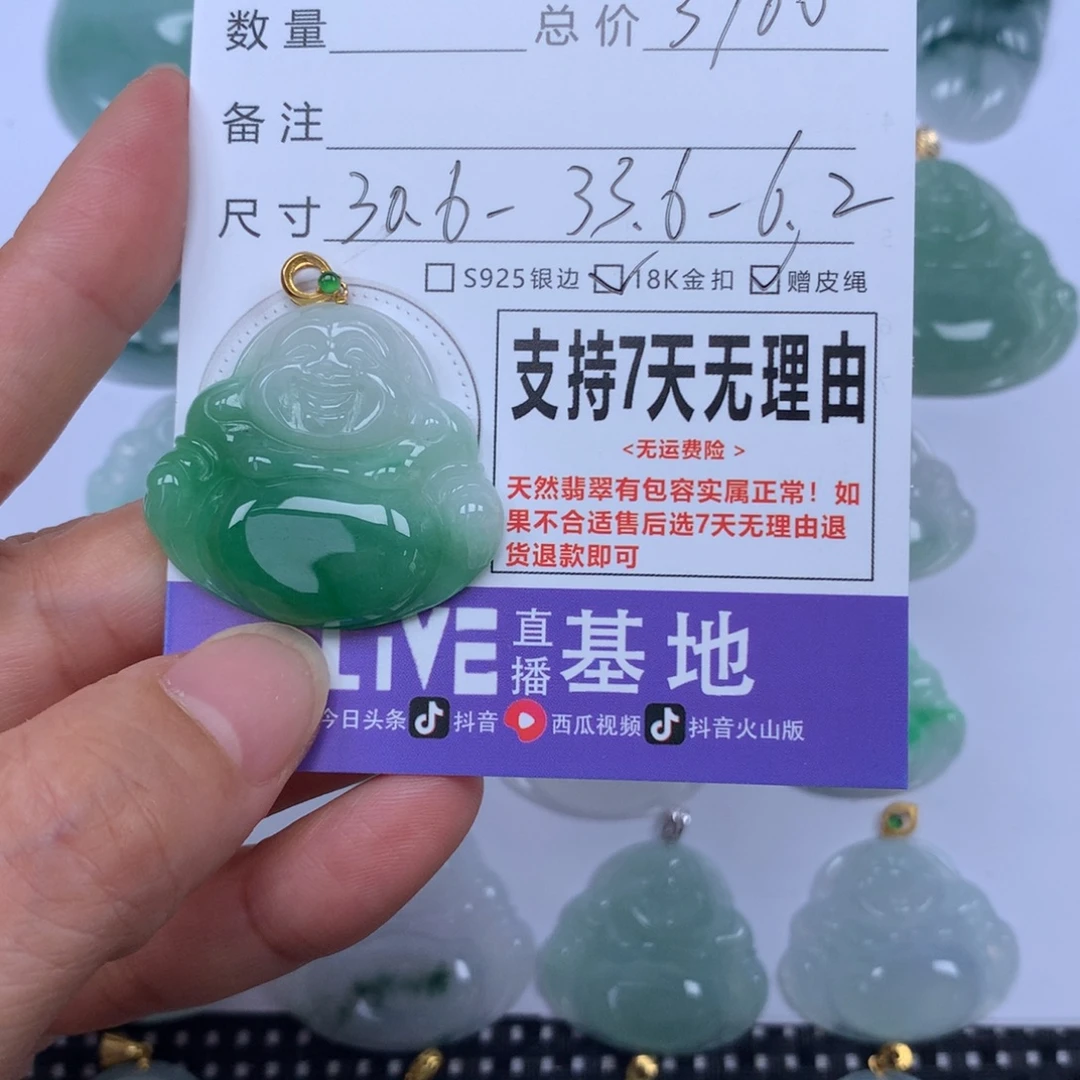 数量 总价
备注
尺寸 30.6-33.6-6.2
S925银边 18K金扣 赠皮绳
支持7天无理由
<无运费险 >
天然翡翠有包容实属正常！如
果不合适售后选7天无理由退
货退款即可
LIVE 直播 基地
今日头条 抖音 西瓜视频 抖音火山版